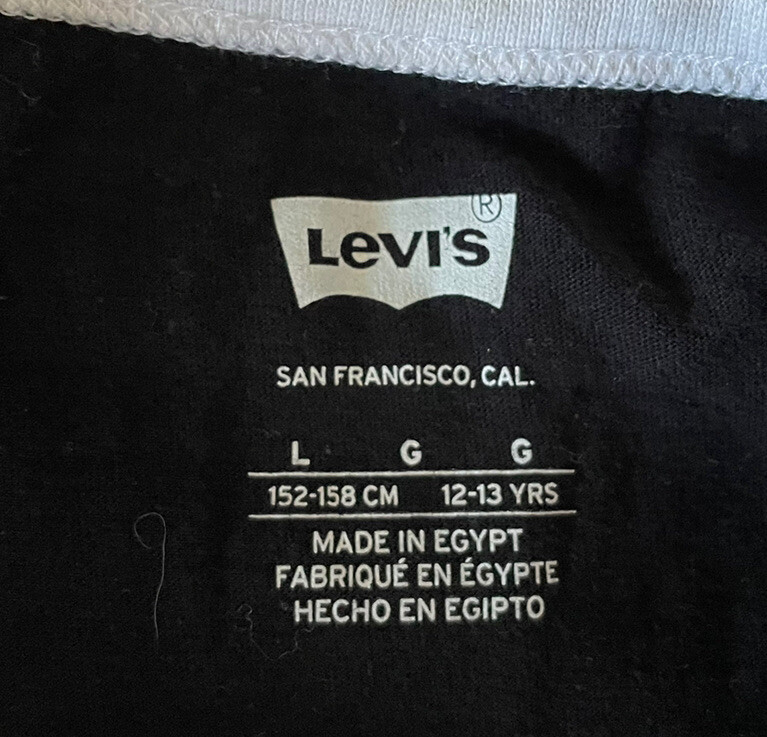 Levi's ®
SAN FRANCISCO, CAL.
L G G
152-158 CM 12-13 YRS
MADE IN EGYPT
FABRIQUÉ EN ÉGYPTE
HECHO EN EGIPTO